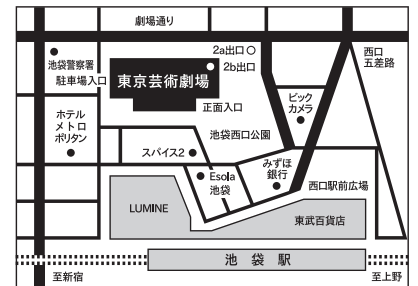 劇場通り
2a出口
西口
五差路
池袋警察署
2b出口
駐車場入口
東京芸術劇場
正面入口
ビック
カメラ
ホテル
メトロ
ポリタン
池袋西口公園
スパイス2
みずほ
銀行
Esola
池袋
西口駅前広場
LUMINE
東武百貨店
池袋駅
至新宿
至上野